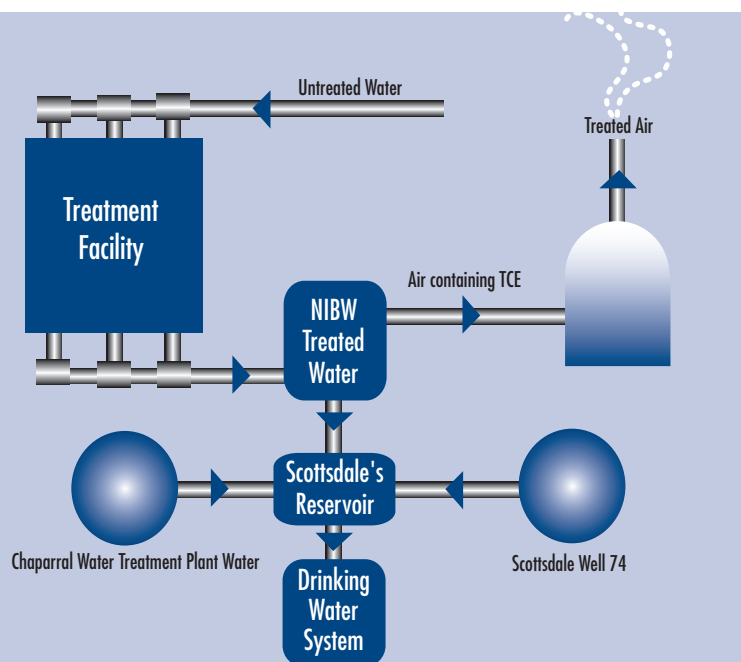 Untreated Water
Treated Air
Treatment
Facility
Air containing TCE
NIBW
Treated
Water
Scottsdale's
Reservoir
Chaparral Water Treatment Plant Water
Scottsdale Well 74
Drinking
Water
System